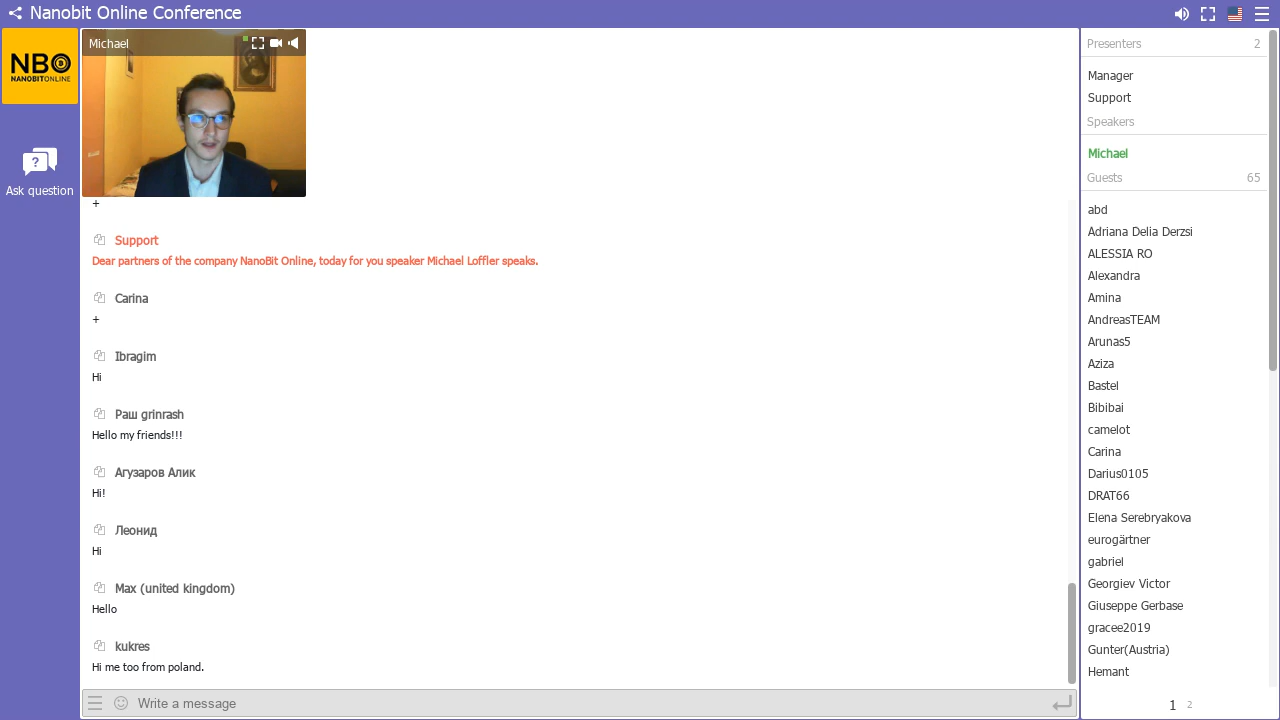 Nanobit Online Conference
NBO
NANOBITONLINE
Ask question
Michael
+
Support
Dear partners of the company NanoBit Online, today for you speaker Michael Loffler speaks.
Carina
+
Ibragim
Hi
Раш grinrash
Hello my friends!!!
Агузаров Алик
Hi!
Леонид
Hi
Max (united kingdom)
Hello
kukres
Hi me too from poland.
Write a message
Presenters 2
Manager
Support
Speakers
Michael
Guests 65
abd
Adriana Delia Derzsi
ALESSIA RO
Alexandra
Amina
AndreasTEAM
Arunas5
Aziza
Bastel
Bibibai
camelot
Carina
Darius0105
DRAT66
Elena Serebryakova
eurogärtner
gabriel
Georgiev Victor
Giuseppe Gerbase
gracee2019
Gunter(Austria)
Hemant
1 2